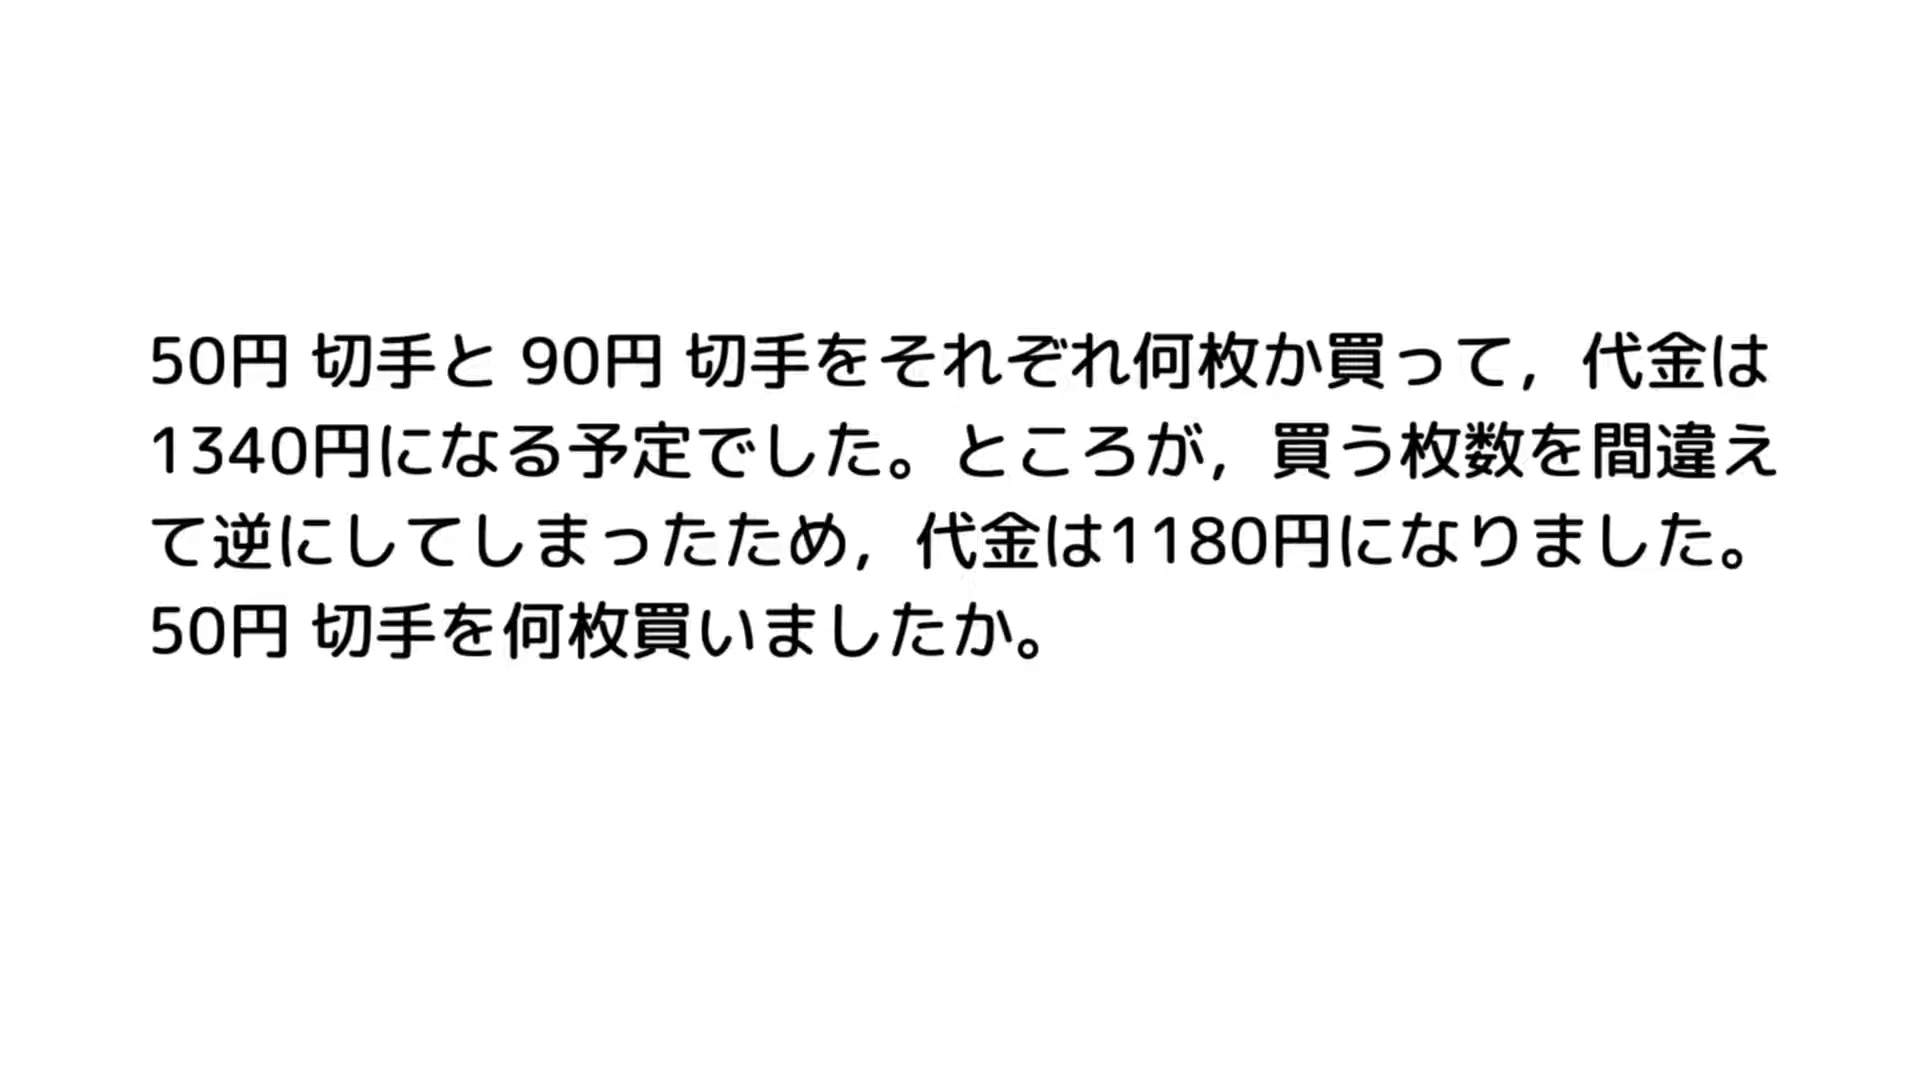 50円 切手と 90円 切手をそれぞれ何枚か買って，代金は
1340円になる予定でした。ところが，買う枚数を間違え
て逆にしてしまったため，代金は1180円になりました。
50円 切手を何枚買いましたか。